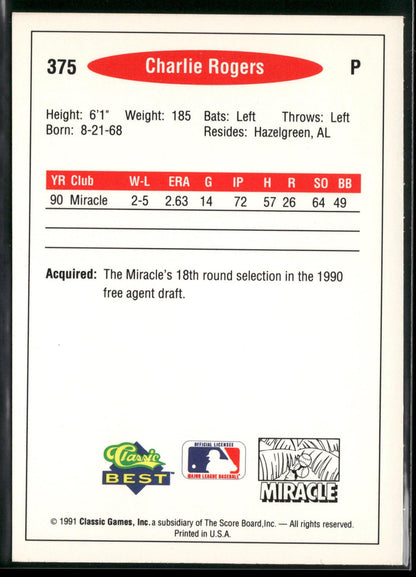 375 Charlie Rogers P
Height: 6'1" Weight: 185 Bats: Left Throws: Left
Born: 8-21-68 Resides: Hazelgreen, AL
YR Club W-L ERA G IP H R SO BB
90 Miracle 2-5 2.63 14 72 57 26 64 49
Acquired: The Miracle's 18th round selection in the 1990
free agent draft.
Classic
BEST™
OFFICIAL LICENSEE
MAJOR LEAGUE BASEBALL
MIRACLE
© 1991 Classic Games, Inc. a subsidiary of The Score Board,Inc. — All rights reserved.
Printed in U.S.A.